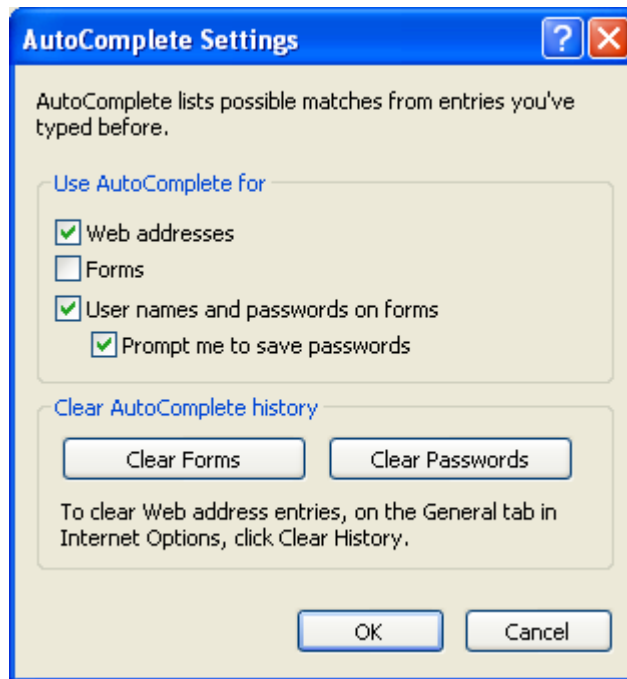 AutoComplete Settings
AutoComplete lists possible matches from entries you've
typed before.
Use AutoComplete for
Web addresses
Forms
User names and passwords on forms
Prompt me to save passwords
Clear AutoComplete history
Clear Forms Clear Passwords
To clear Web address entries, on the General tab in
Internet Options, click Clear History.
OK Cancel